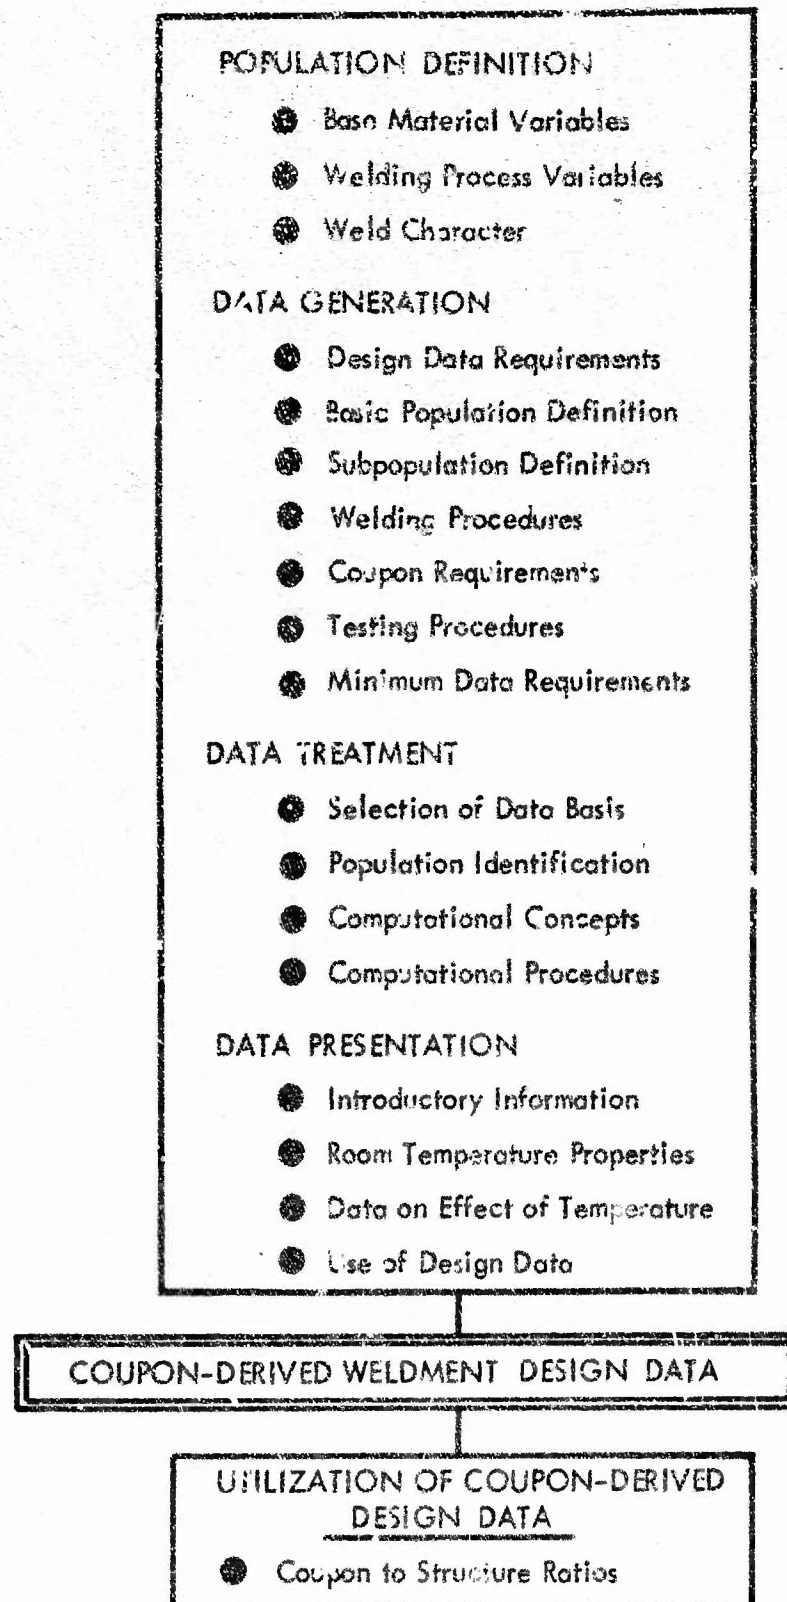 POPULATION DEFINITION
● Base Material Variables
● Welding Process Variables
● Weld Character
DATA GENERATION
● Design Data Requirements
● Basic Population Definition
● Subpopulation Definition
● Welding Procedures
● Coupon Requirements
● Testing Procedures
● Minimum Data Requirements
DATA TREATMENT
● Selection of Data Basis
● Population Identification
● Computational Concepts
● Computational Procedures
DATA PRESENTATION
● Introductory Information
● Room Temperature Properties
● Data on Effect of Temperature
● Use of Design Data
COUPON-DERIVED WELDMENT DESIGN DATA
UTILIZATION OF COUPON-DERIVED
DESIGN DATA
● Coupon to Structure Ratios